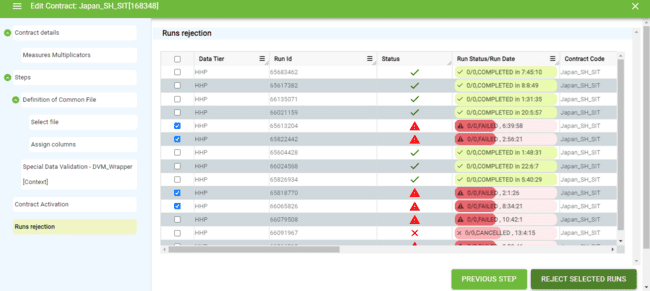 Edit Contract: Japan_SH_SIT[168348]
Contract details
Measures Multiplicators
Steps
Definition of Common File
Select file
Assign columns
Special Data Validation - DVM_Wrapper
[Context]
Contract Activation
Runs rejection
Runs rejection
Data Tier Run Id Status Run Status/Run Date Contract Code
HHP 65683462 0/0,COMPLETED in 7:45:10 Japan_SH_SIT
HHP 65617382 0/0,COMPLETED in 8:8:49 Japan_SH_SIT
HHP 66135071 0/0,COMPLETED in 1:31:35 Japan_SH_SIT
HHP 66021159 0/0,COMPLETED in 20:5:57 Japan_SH_SIT
HHP 65613204 0/0,FAILED , 6:39:58 Japan_SH_SIT
HHP 65822442 0/0,FAILED , 2:56:21 Japan_SH_SIT
HHP 65604428 0/0,COMPLETED in 1:48:31 Japan_SH_SIT
HHP 66024568 0/0,COMPLETED in 22:6:7 Japan_SH_SIT
HHP 65826934 0/0,COMPLETED in 5:40:29 Japan_SH_SIT
HHP 65818770 0/0,FAILED , 2:1:26 Japan_SH_SIT
HHP 66065826 0/0,FAILED , 8:34:21 Japan_SH_SIT
HHP 66079508 0/0,FAILED , 10:42:1 Japan_SH_SIT
HHP 66091967 0/0,CANCELLED , 13:4:15 Japan_SH_SIT
PREVIOUS STEP
REJECT SELECTED RUNS